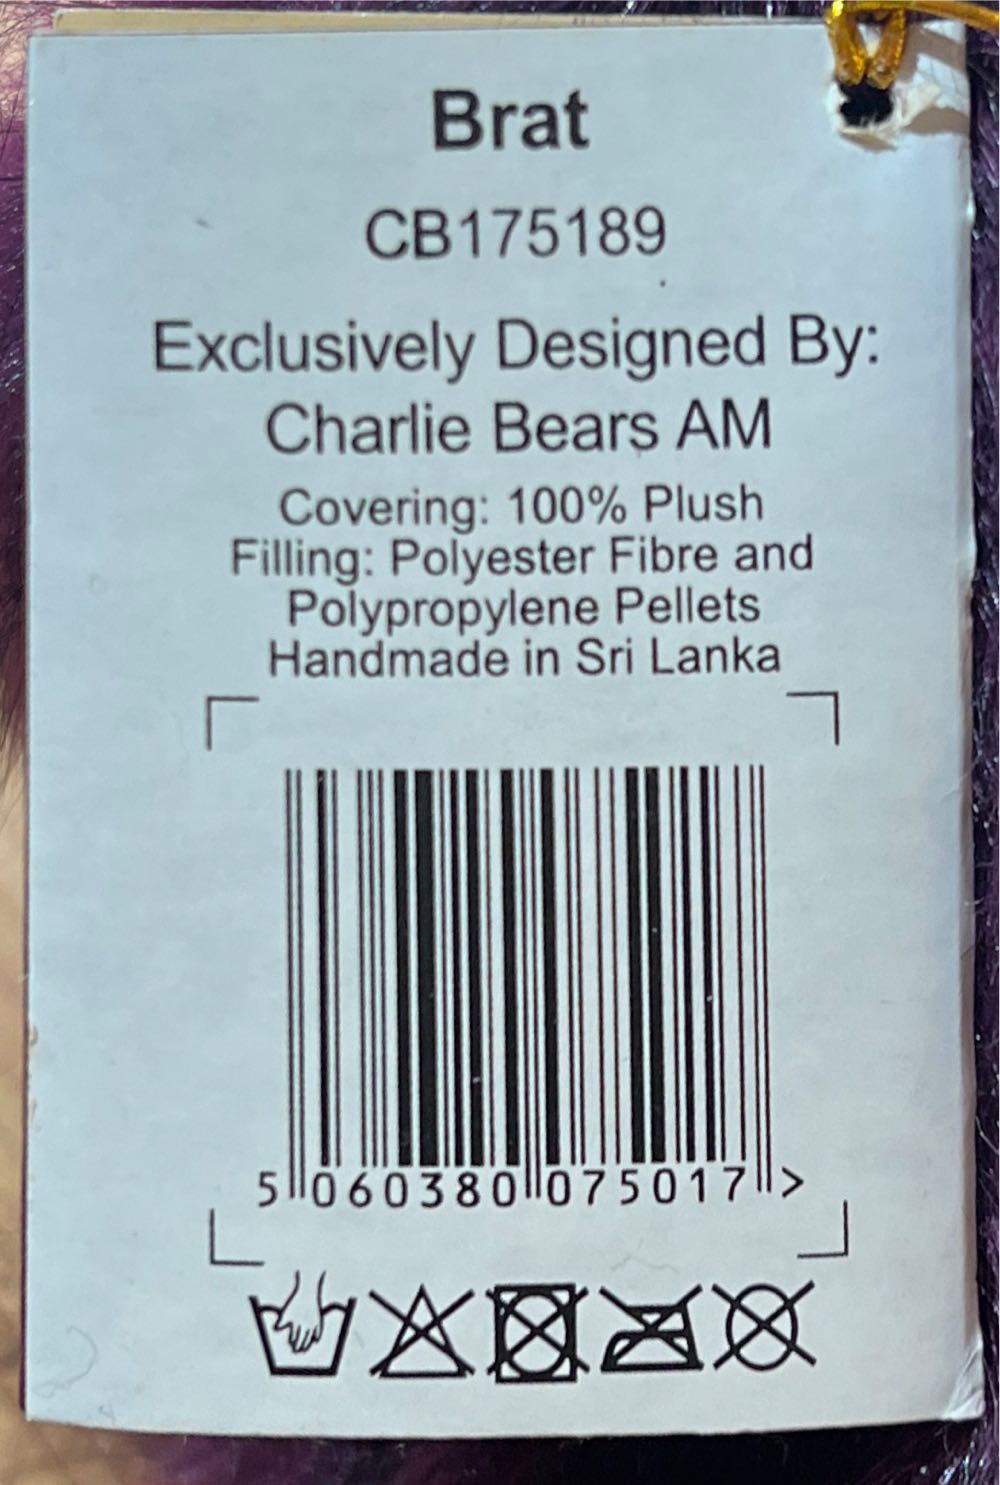 Brat
CB175189
Exclusively Designed By:
Charlie Bears AM
Covering: 100% Plush
Filling: Polyester Fibre and
Polypropylene Pellets
Handmade in Sri Lanka
5 060380 075017 >